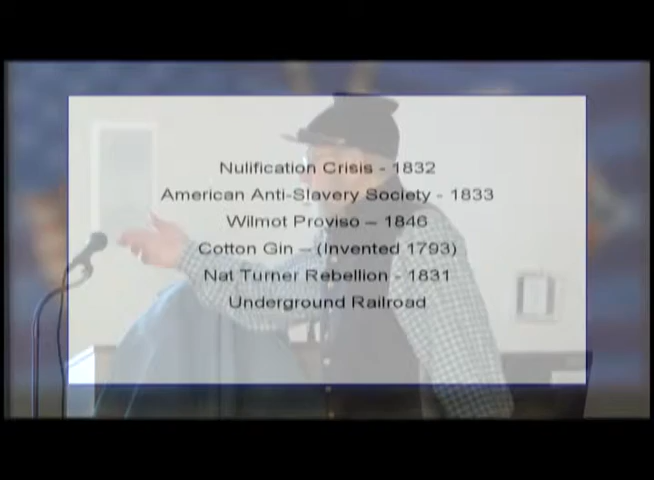 Nulification Crisis - 1832
American Anti-Slavery Society - 1833
Wilmot Proviso – 1846
Cotton Gin – (Invented 1793)
Nat Turner Rebellion - 1831
Underground Railroad